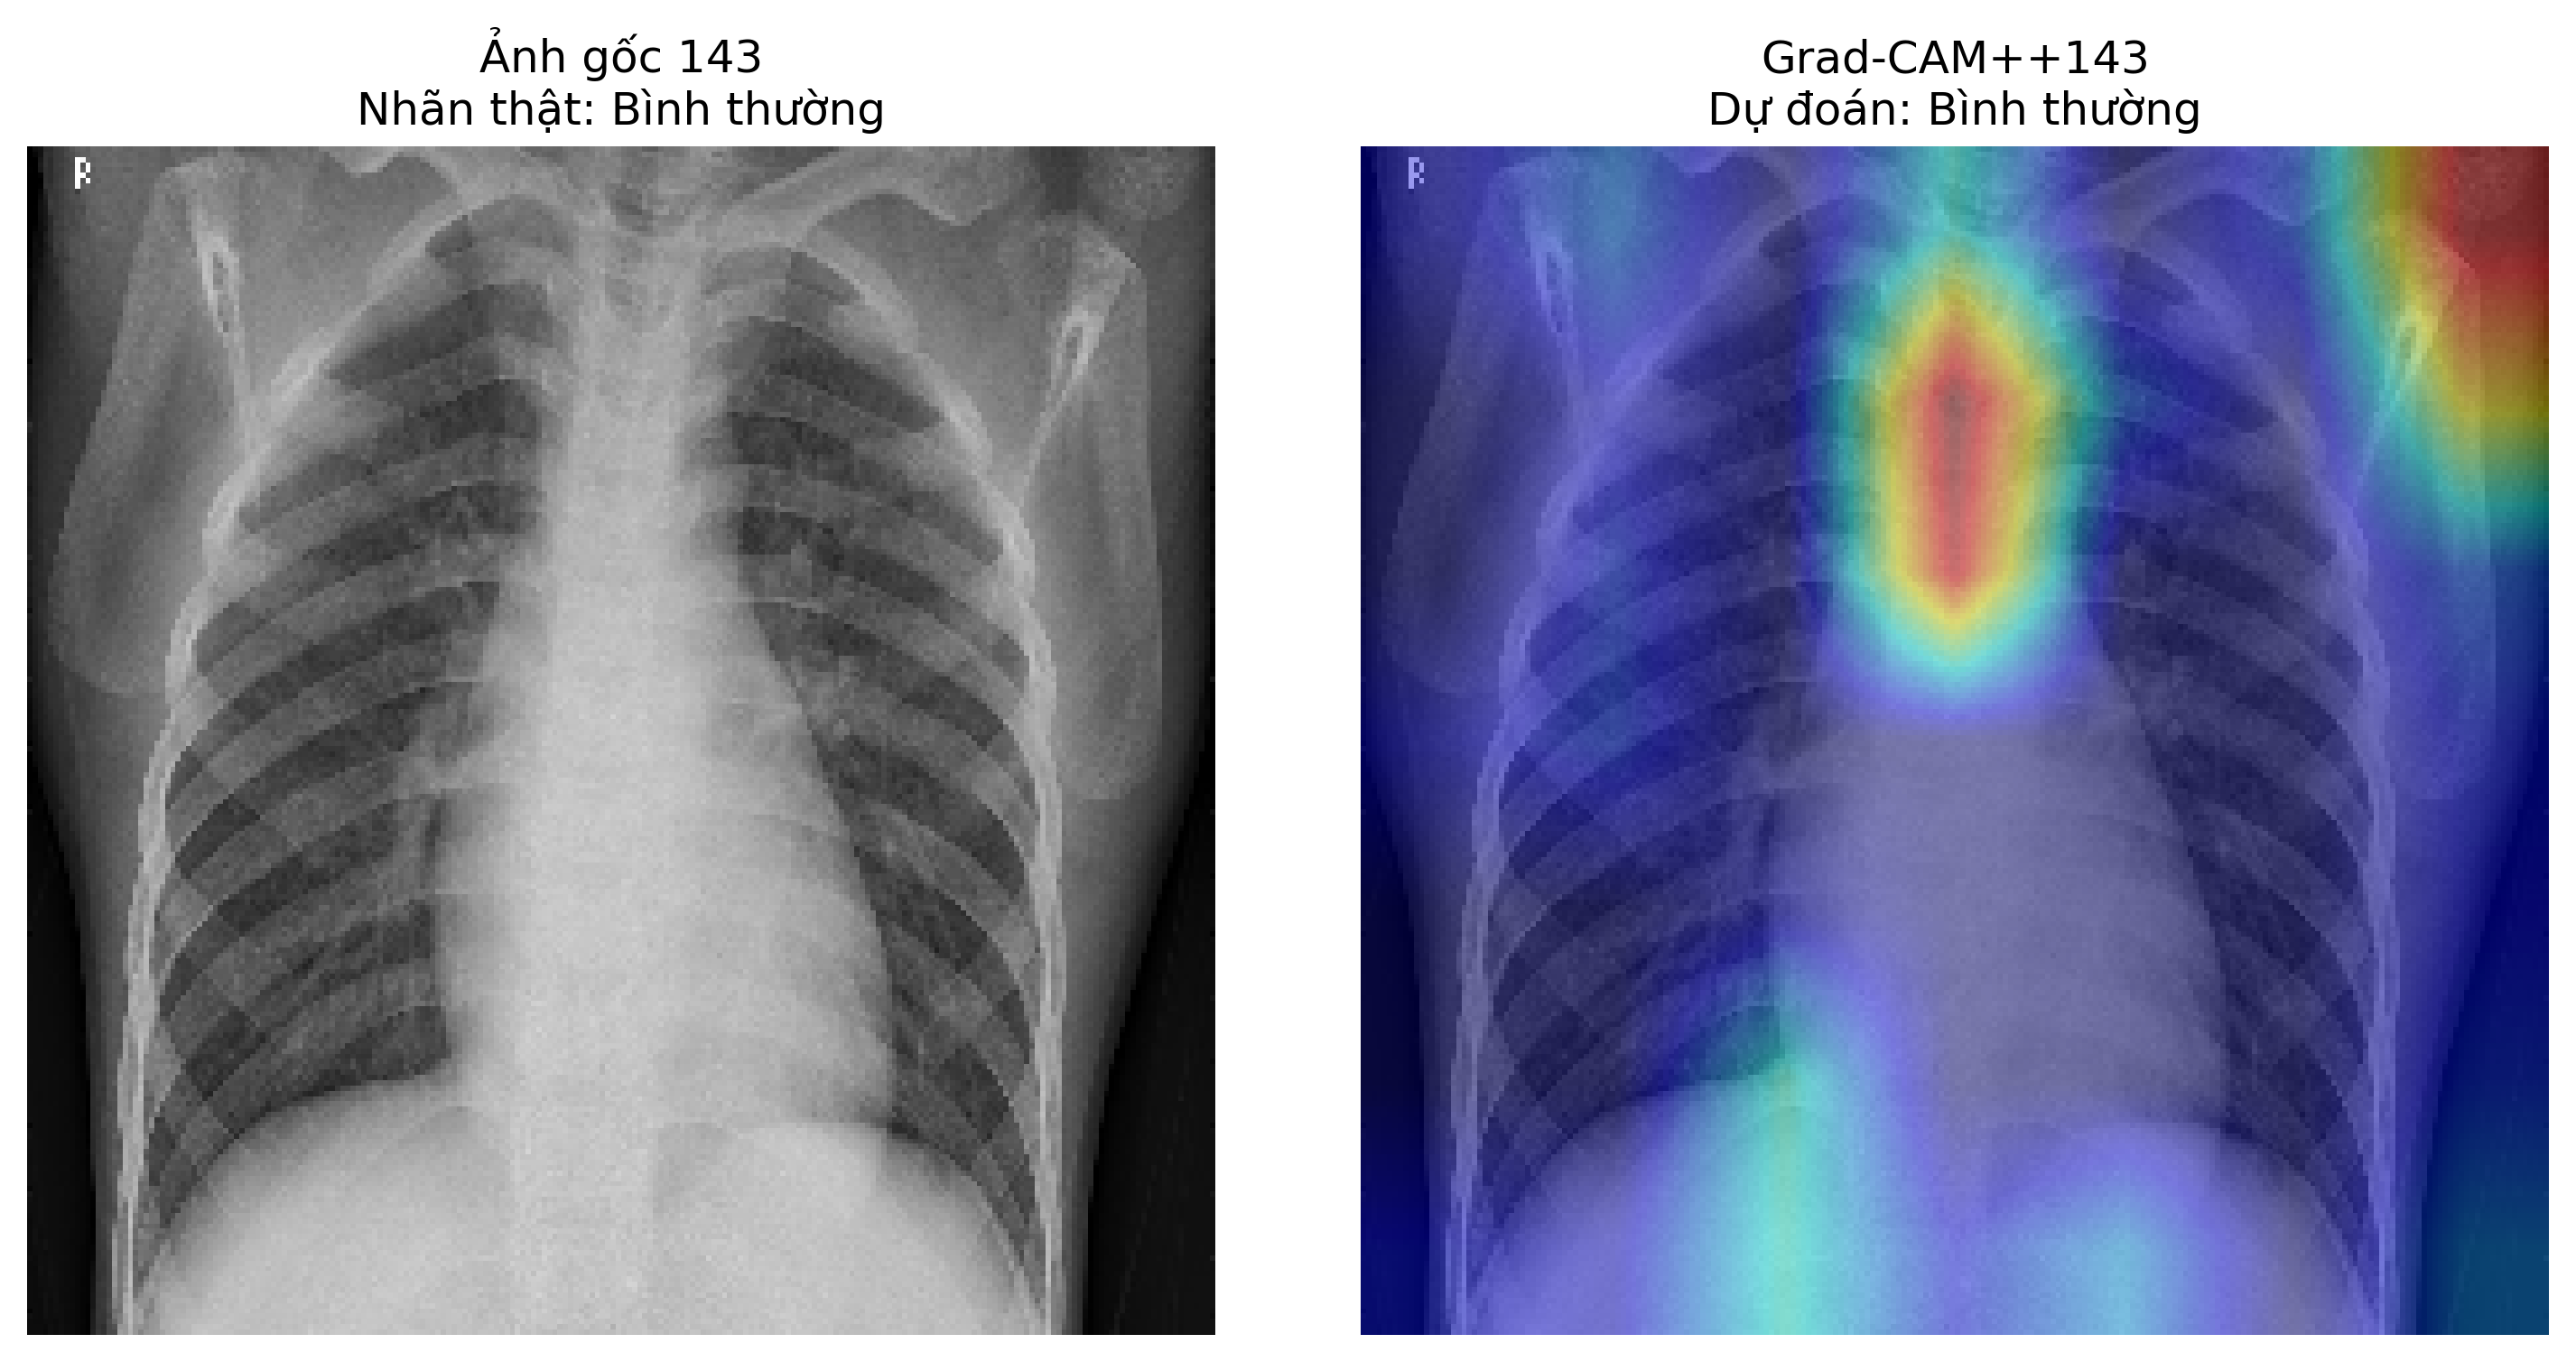 Ảnh gốc 143
Nhãn thật: Bình thường
Grad-CAM++143
Dự đoán: Bình thường
R
R